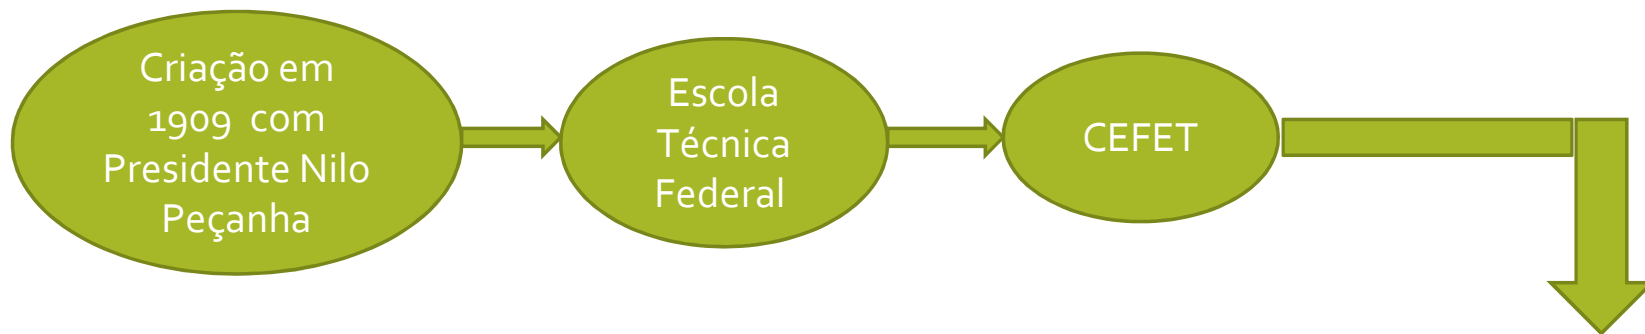 Criação em
1909 com
Presidente Nilo
Peçanha
Escola
Técnica
Federal
CEFET